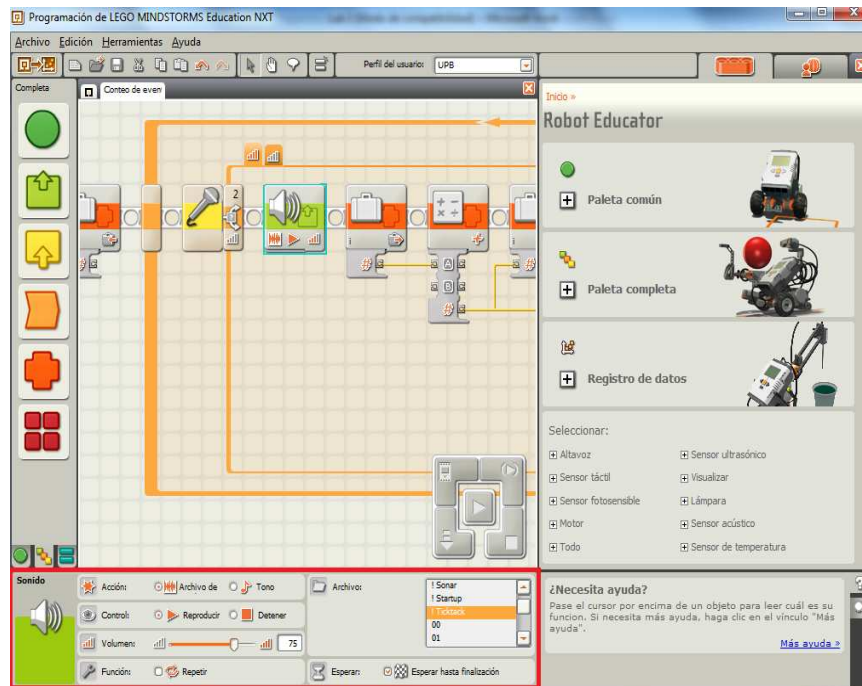 Programación de LEGO MINDSTORMS Education NXT
Archivo Edición Herramientas Ayuda
Perfil del usuario: UPB
Completa
Conteo de even
2
i
i
A
B
Inicio »
Robot Educator
Paleta común
Paleta completa
Registro de datos
Seleccionar:
Altavoz
Sensor ultrasónico
Sensor táctil
Visualizar
Sensor fotosensible
Lámpara
Motor
Sensor acústico
Todo
Sensor de temperatura
Sonido
Acción: Archivo de Tono
Control: Reproducir Detener
Volumen: 75
Función: Repetir
Archivo:
! Sonar
! Startup
! Ticktack
00
01
Esperar: Esperar hasta finalización
¿Necesita ayuda?
Pase el cursor por encima de un objeto para leer cuál es su
funcion. Si necesita más ayuda, haga clic en el vínculo "Más
ayuda".
Más ayuda »